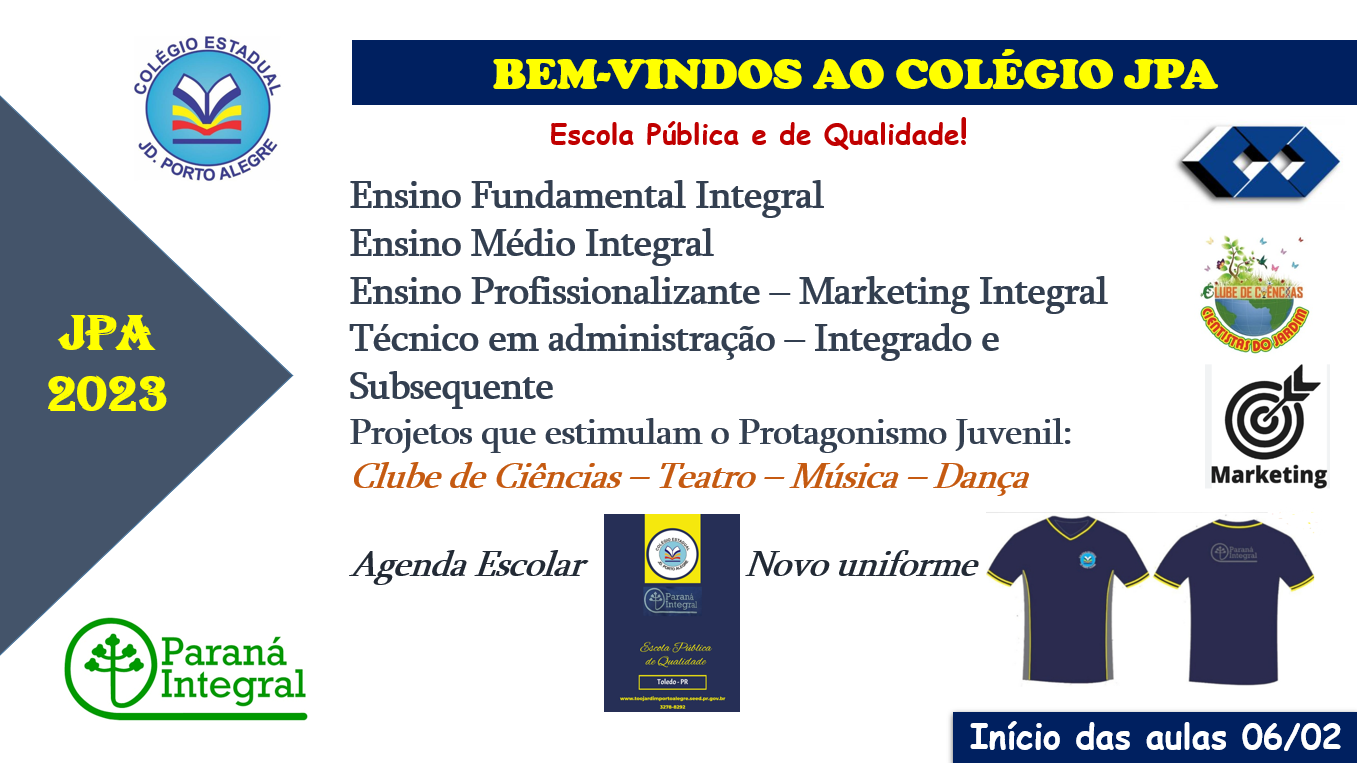 COLÉGIO ESTADUAL
JD. PORTO ALEGRE
BEM-VINDOS AO COLÉGIO JPA
Escola Pública e de Qualidade!
Ensino Fundamental Integral
Ensino Médio Integral
Ensino Profissionalizante – Marketing Integral
Técnico em administração – Integrado e
Subsequente
Projetos que estimulam o Protagonismo Juvenil:
Clube de Ciências – Teatro – Música – Dança
JPA
2023
CLUBE DE CIÊNCIAS
CIENTISTAS DO JARDIM
Marketing
Agenda Escolar
COLÉGIO ESTADUAL
JD. PORTO ALEGRE
Paraná
Integral
Escola Pública
de Qualidade
Toledo - PR
www.toojardimportoalegre.seed.pr.gov.br
3278-8292
Novo uniforme
Paraná
Integral
Paraná
Integral
Início das aulas 06/02